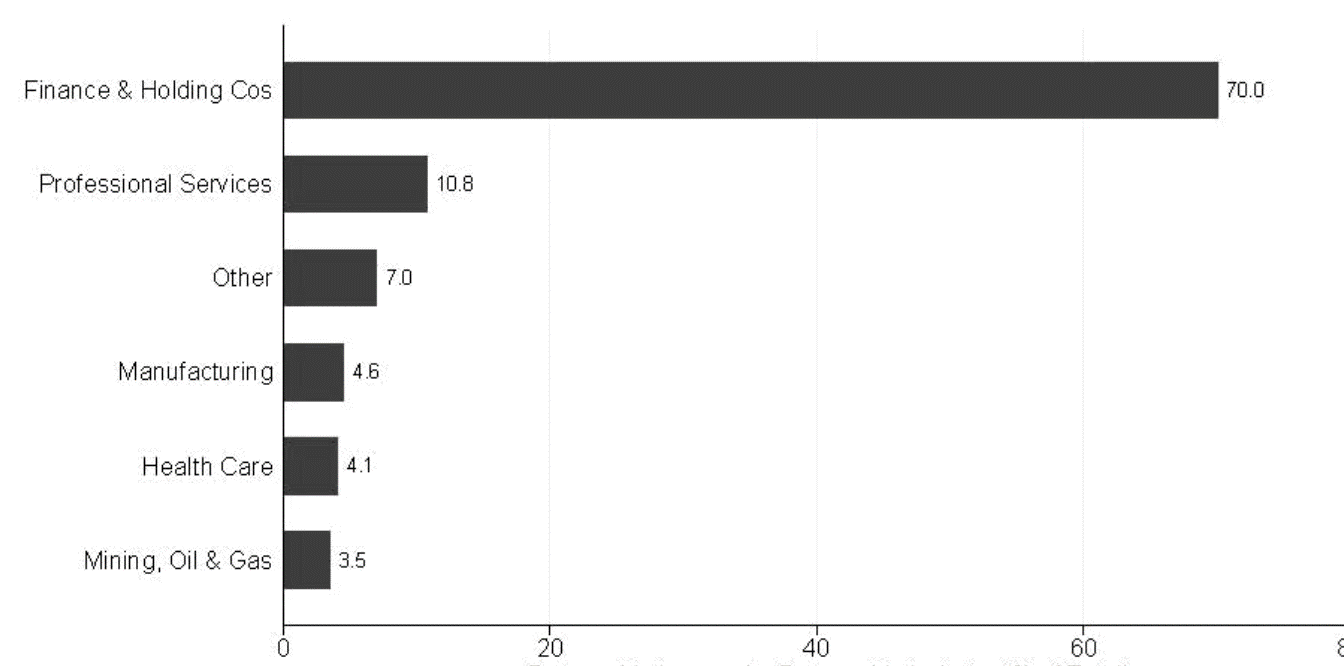 Finance & Holding Cos 70.0
Professional Services 10.8
Other 7.0
Manufacturing 4.6
Health Care 4.1
Mining, Oil & Gas 3.5
0 20 40 60